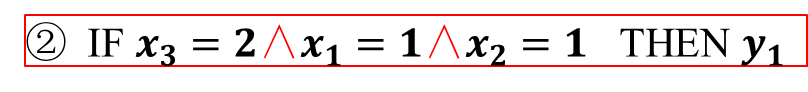 ② IF x₃ = 2 ∧ x₁ = 1 ∧ x₂ = 1 THEN y₁